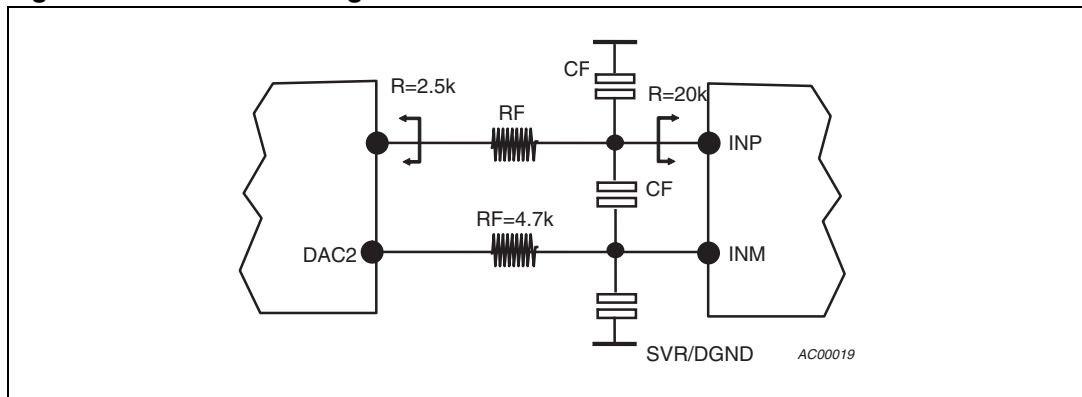 CF
R=2.5k
R=20k
RF
INP
CF
RF=4.7k
DAC2
INM
SVR/DGND
AC00019